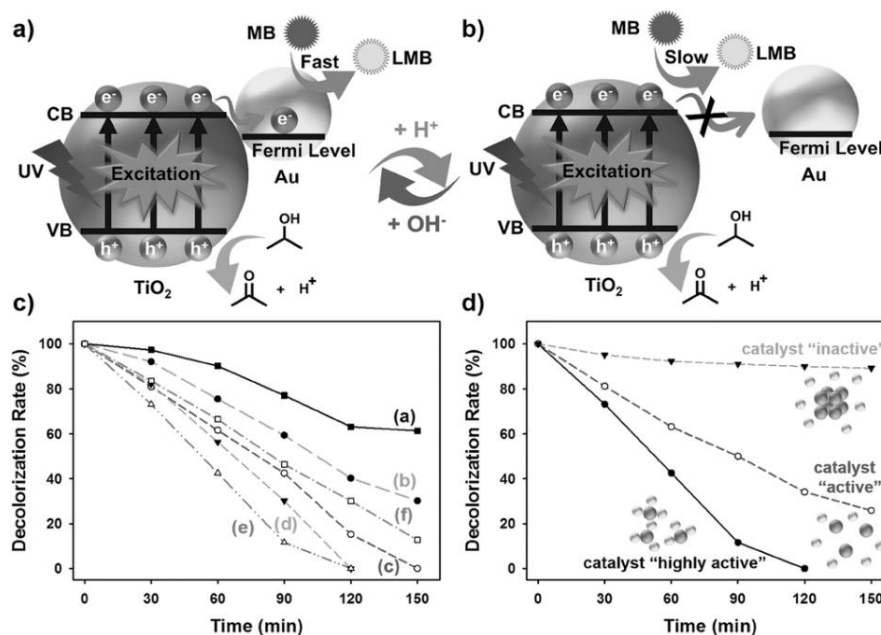 a)
MB
Fast
LMB
CB
e- e- e-
e-
Fermi Level
Au
UV
Excitation
VB
h+ h+ h+
OH
TiO2
O
+ H+
+ H+
+ OH-
b)
MB
Slow
LMB
CB
e- e- e-
Fermi Level
Au
UV
Excitation
VB
h+ h+ h+
OH
TiO2
O
+ H+
c)
Decolorization Rate (%)
100
80
60
40
20
0
(a)
(b)
(f)
(e)
(d)
(c)
0 30 60 90 120 150
Time (min)
d)
Decolorization Rate (%)
100
80
60
40
20
0
catalyst "inactive"
catalyst
"active"
catalyst "highly active"
0 30 60 90 120 150
Time (min)